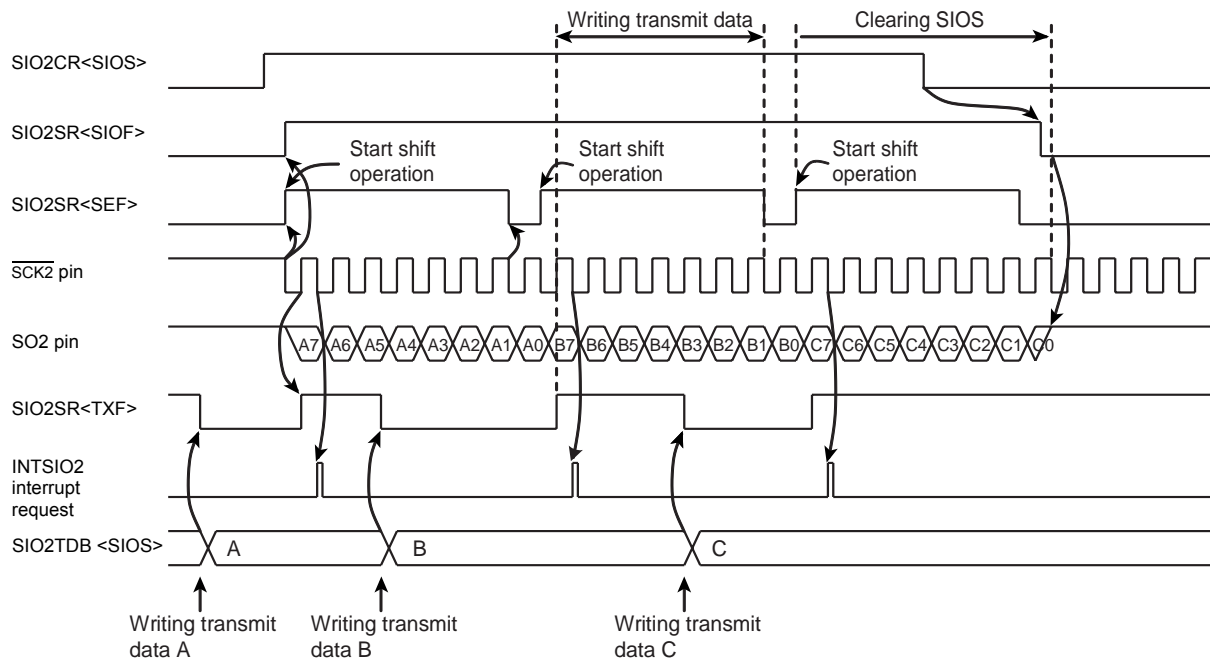 Writing transmit data
Clearing SIOS
SIO2CR<SIOS>
SIO2SR<SIOF>
Start shift
operation
Start shift
operation
Start shift
operation
SIO2SR<SEF>
SCK2 pin
SO2 pin
A7 A6 A5 A4 A3 A2 A1 A0 B7 B6 B5 B4 B3 B2 B1 B0 C7 C6 C5 C4 C3 C2 C1 C0
SIO2SR<TXF>
INTSIO2
interrupt
request
SIO2TDB <SIOS>
A
B
C
Writing transmit
data A
Writing transmit
data B
Writing transmit
data C